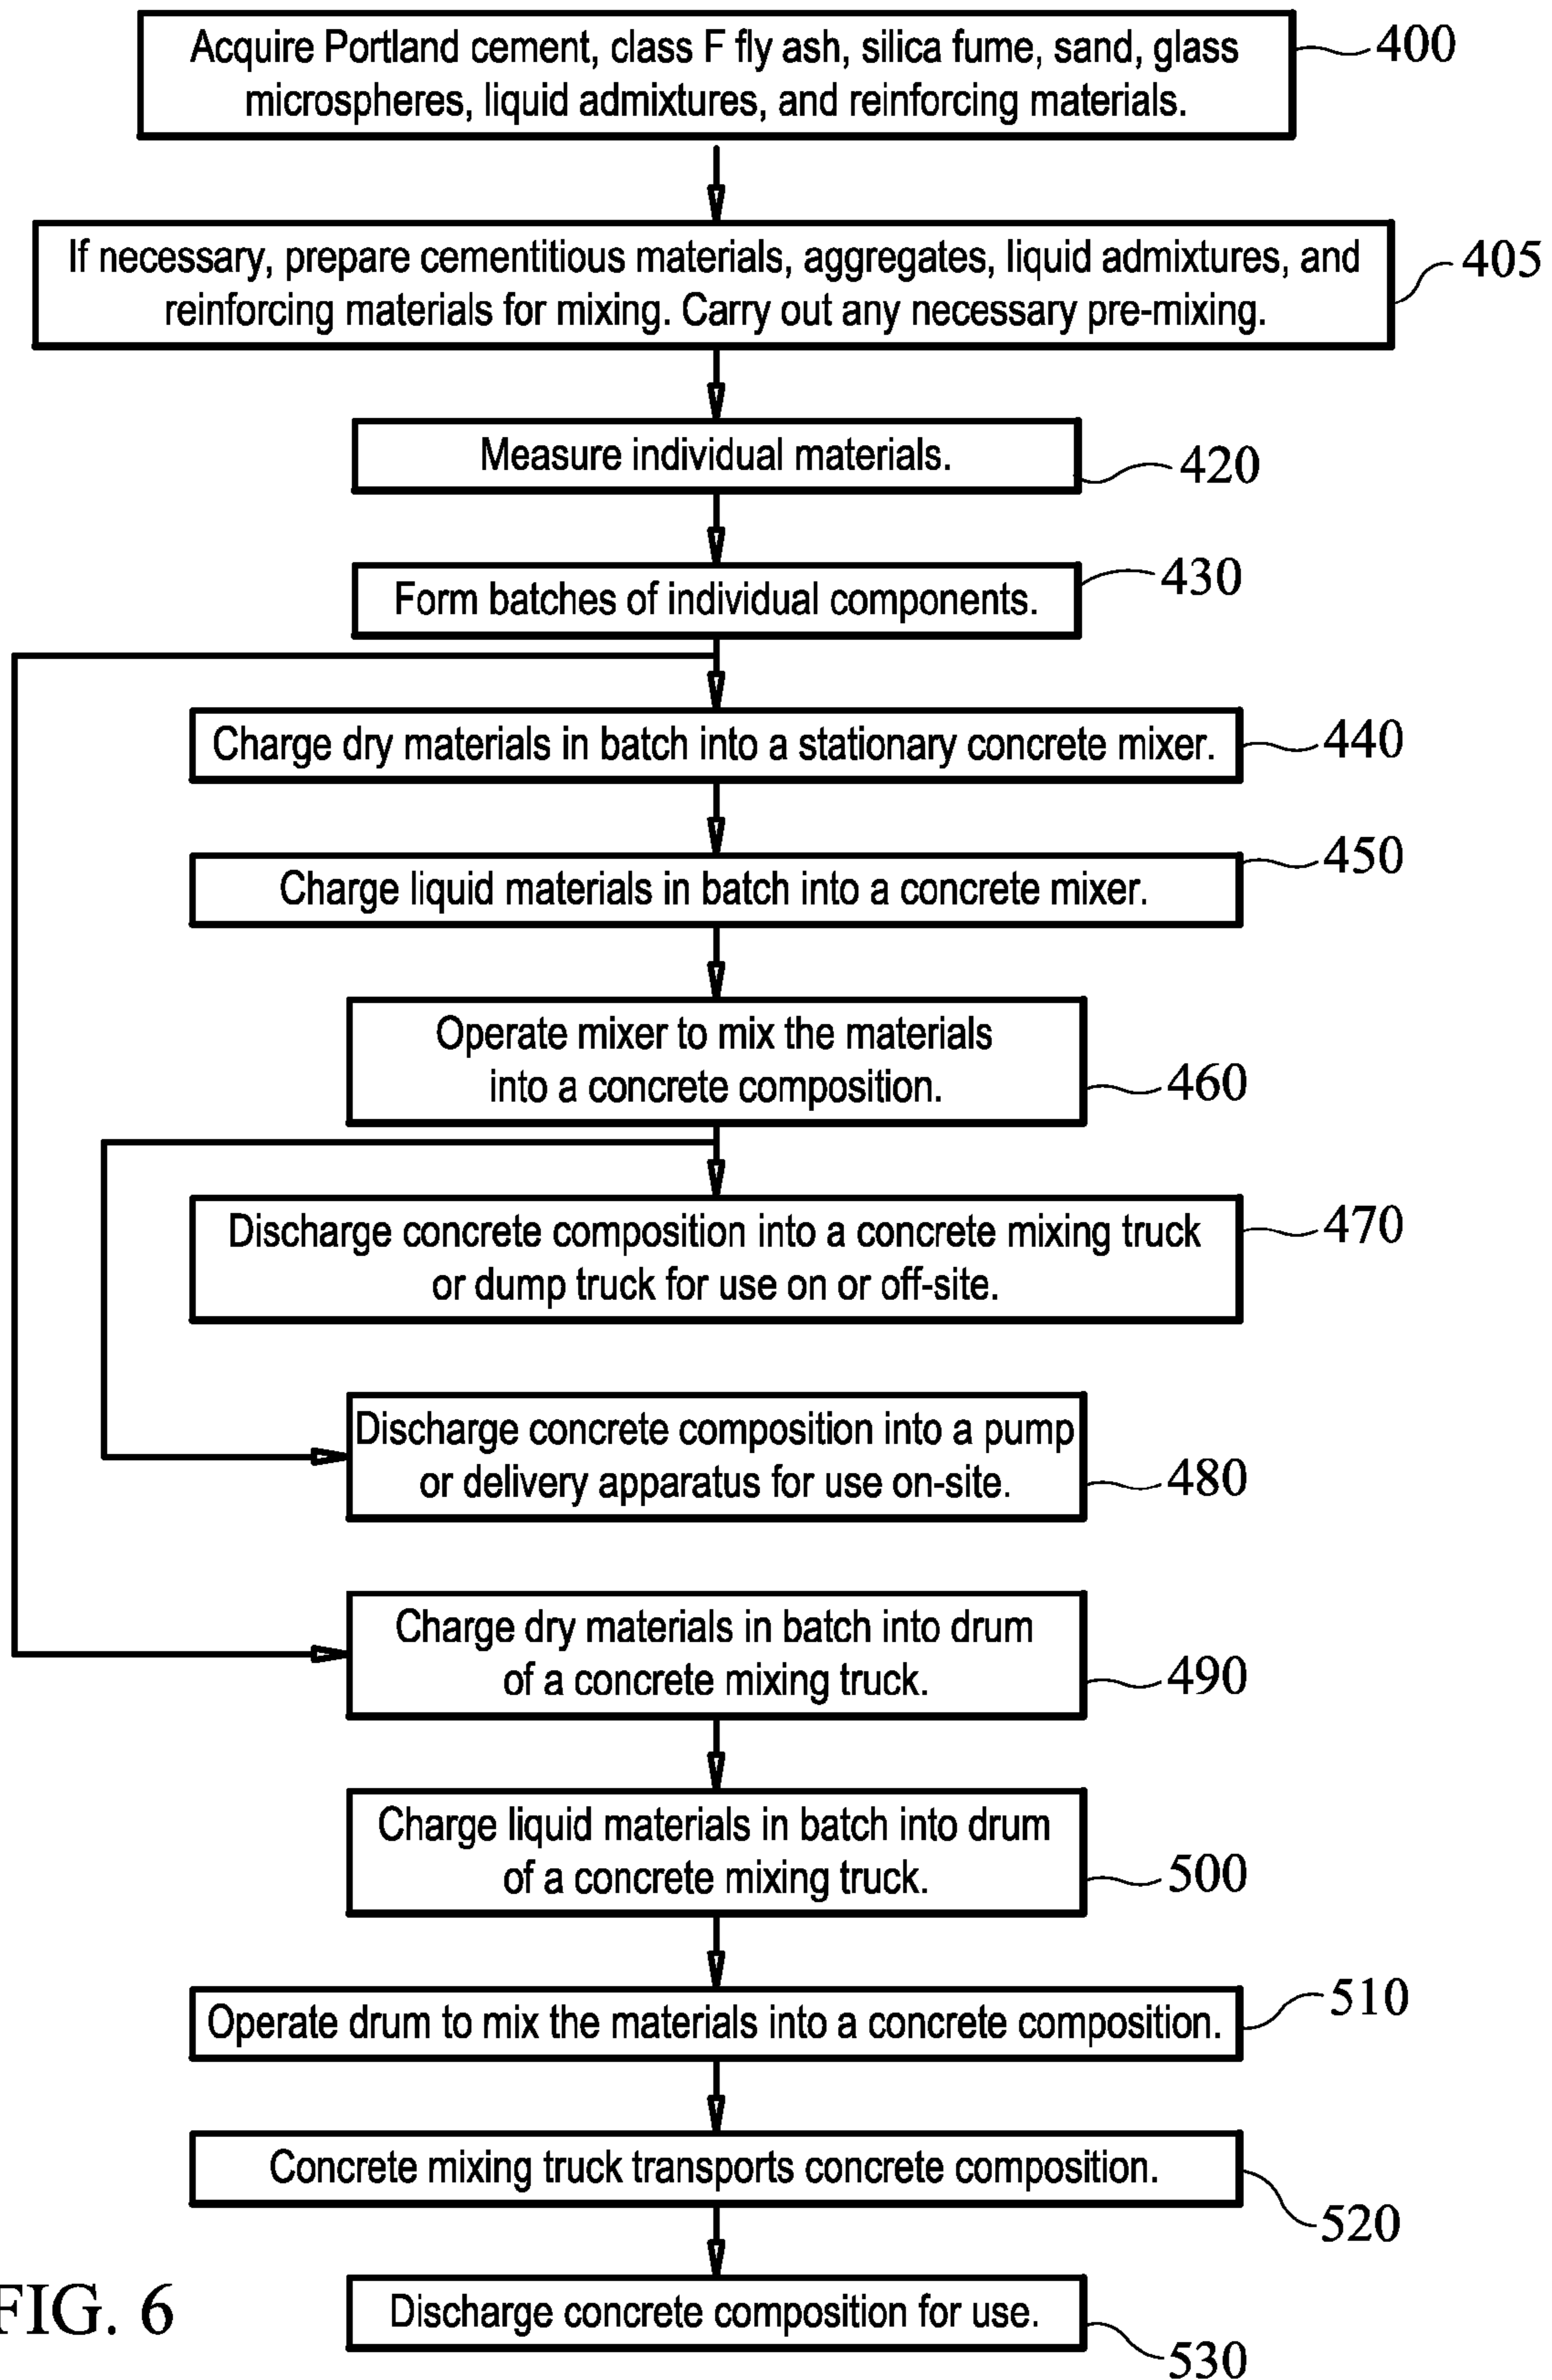 Acquire Portland cement, class F fly ash, silica fume, sand, glass
microspheres, liquid admixtures, and reinforcing materials.
400
If necessary, prepare cementitious materials, aggregates, liquid admixtures, and
reinforcing materials for mixing. Carry out any necessary pre-mixing.
405
Measure individual materials.
420
Form batches of individual components.
430
Charge dry materials in batch into a stationary concrete mixer.
440
Charge liquid materials in batch into a concrete mixer.
450
Operate mixer to mix the materials
into a concrete composition.
460
Discharge concrete composition into a concrete mixing truck
or dump truck for use on or off-site.
470
Discharge concrete composition into a pump
or delivery apparatus for use on-site.
480
Charge dry materials in batch into drum
of a concrete mixing truck.
490
Charge liquid materials in batch into drum
of a concrete mixing truck.
500
Operate drum to mix the materials into a concrete composition.
510
Concrete mixing truck transports concrete composition.
520
Discharge concrete composition for use.
530
FIG. 6